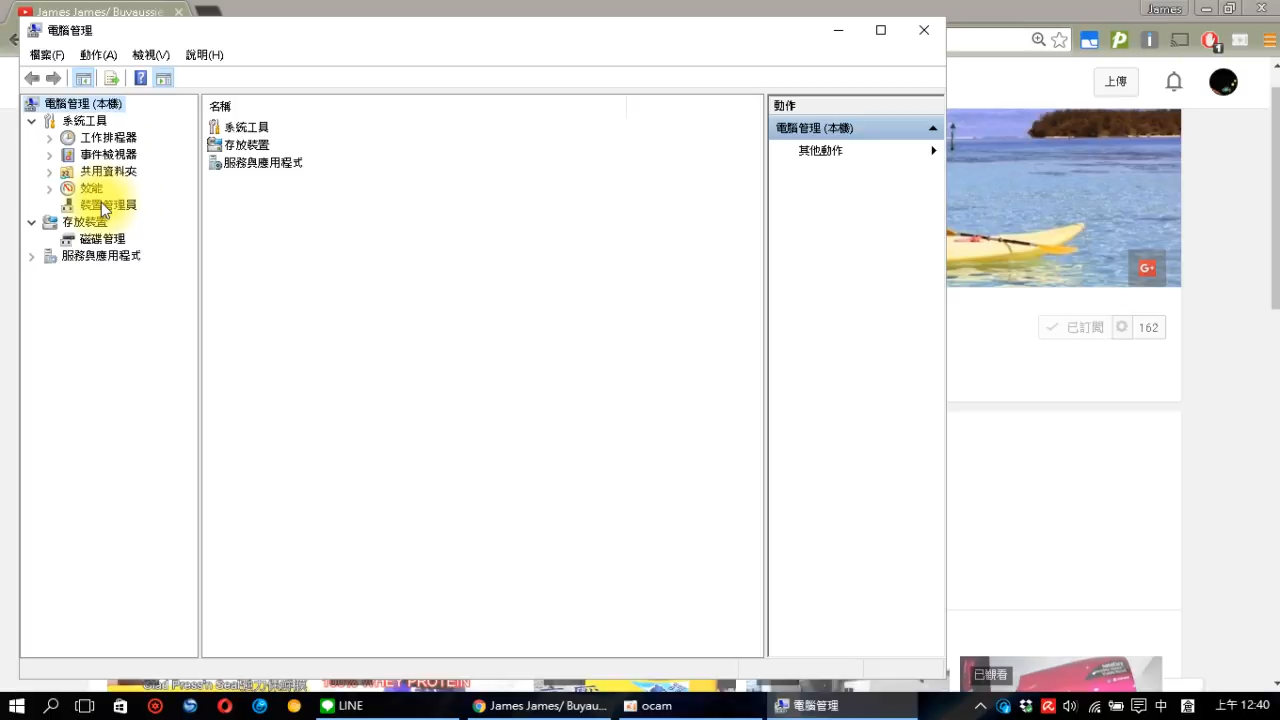 James James/ Buyaussie
James
電腦管理
檔案(F) 動作(A) 檢視(V) 說明(H)
上傳
電腦管理 (本機)
系統工具
工作排程器
事件檢視器
共用資料夾
效能
裝置管理員
存放裝置
磁碟管理
服務與應用程式
名稱
系統工具
存放裝置
服務與應用程式
動作
電腦管理 (本機)
其他動作
已訂閱 162
已觀看
100% WHEY PROTEIN
LINE
James James/ Buyau...
ocam
電腦管理
中
倉
上午 12:40